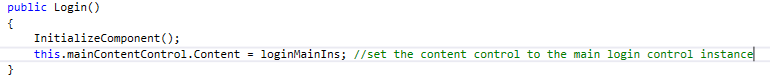 public Login()
{
    InitializeComponent();
    this.mainContentControl.Content = loginMainIns; //set the content control to the main login control instance
}